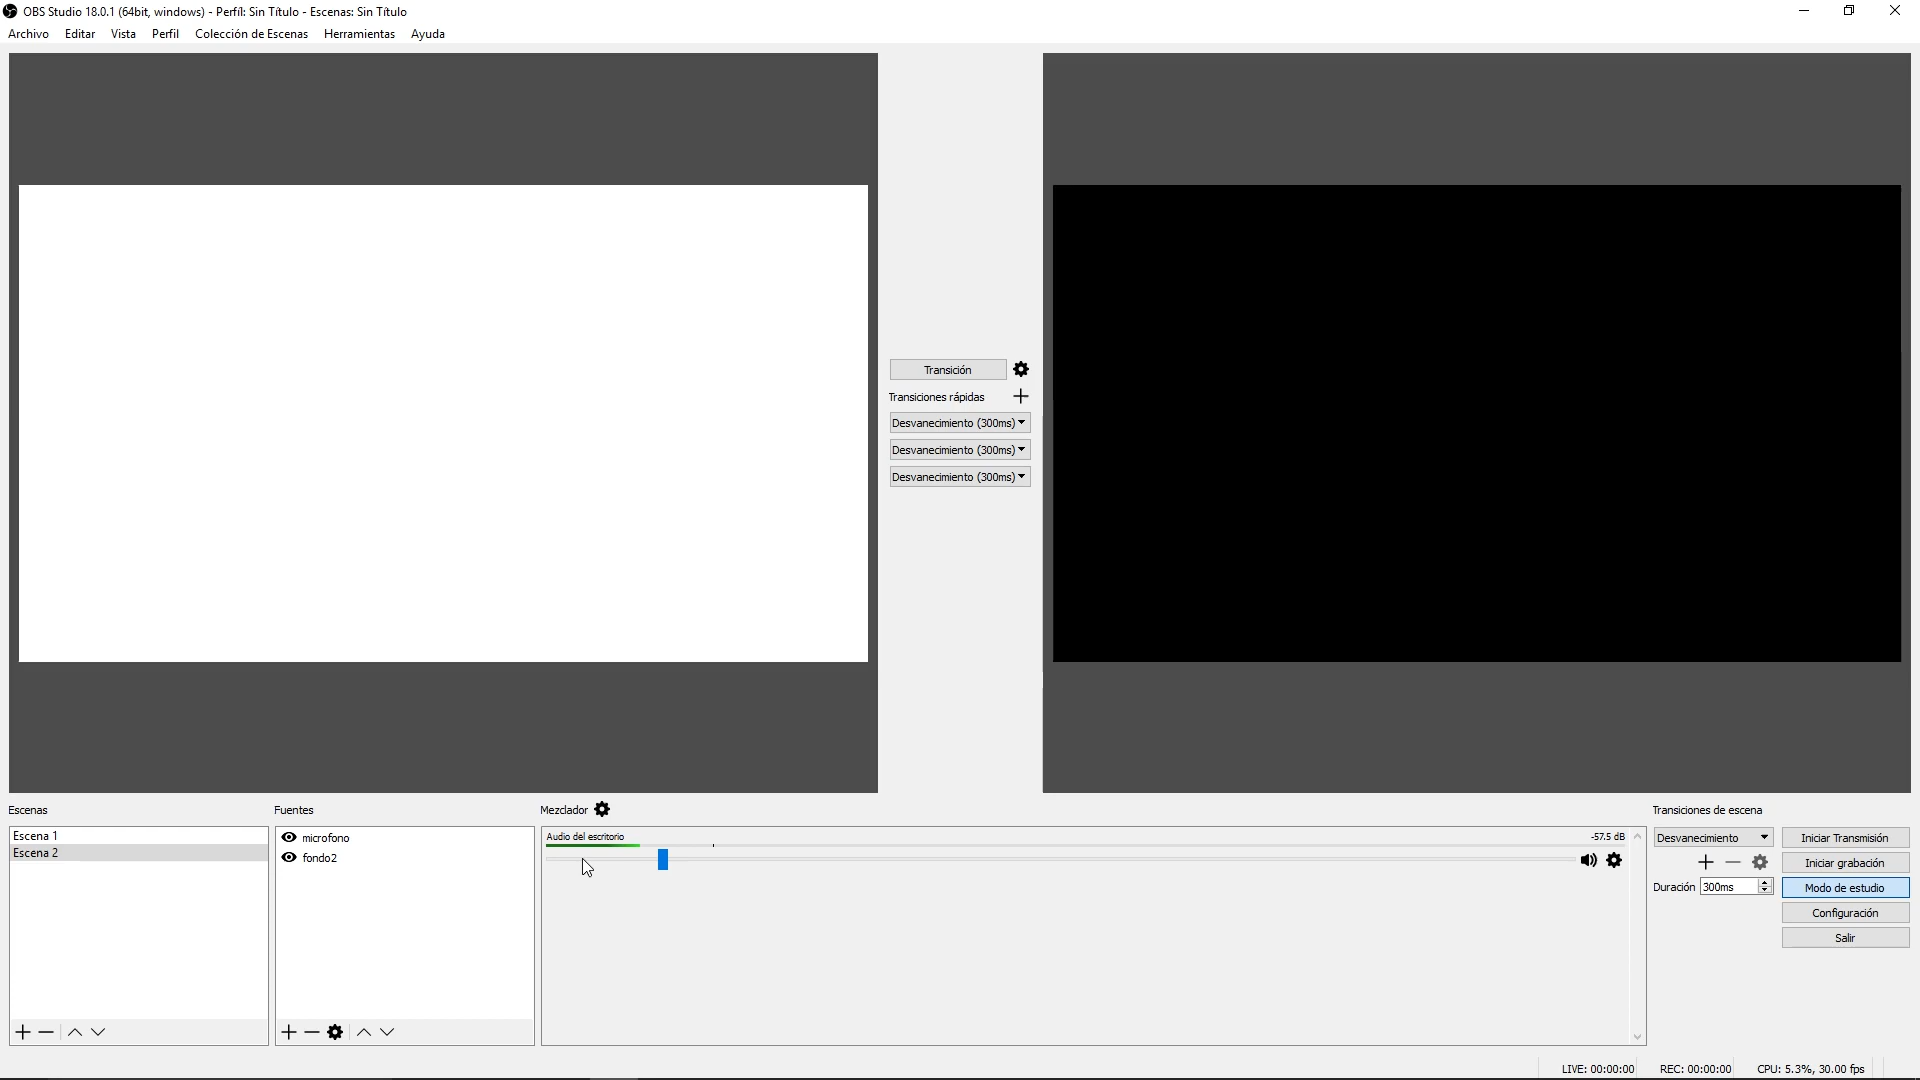 OBS Studio 18.0.1 (64bit, windows) - Perfil: Sin Título - Escenas: Sin Título
Archivo Editar Vista Perfil Colección de Escenas Herramientas Ayuda
Transición
Transiciones rápidas
Desvanecimiento (300ms)
Desvanecimiento (300ms)
Desvanecimiento (300ms)
Escenas
Escena 1
Escena 2
Fuentes
microfono
fondo2
Mezclador
Audio del escritorio -57.5 dB
Transiciones de escena
Desvanecimiento
Duración 300ms
Iniciar Transmisión
Iniciar grabación
Modo de estudio
Configuración
Salir
LIVE: 00:00:00 REC: 00:00:00 CPU: 5.3%, 30.00 fps